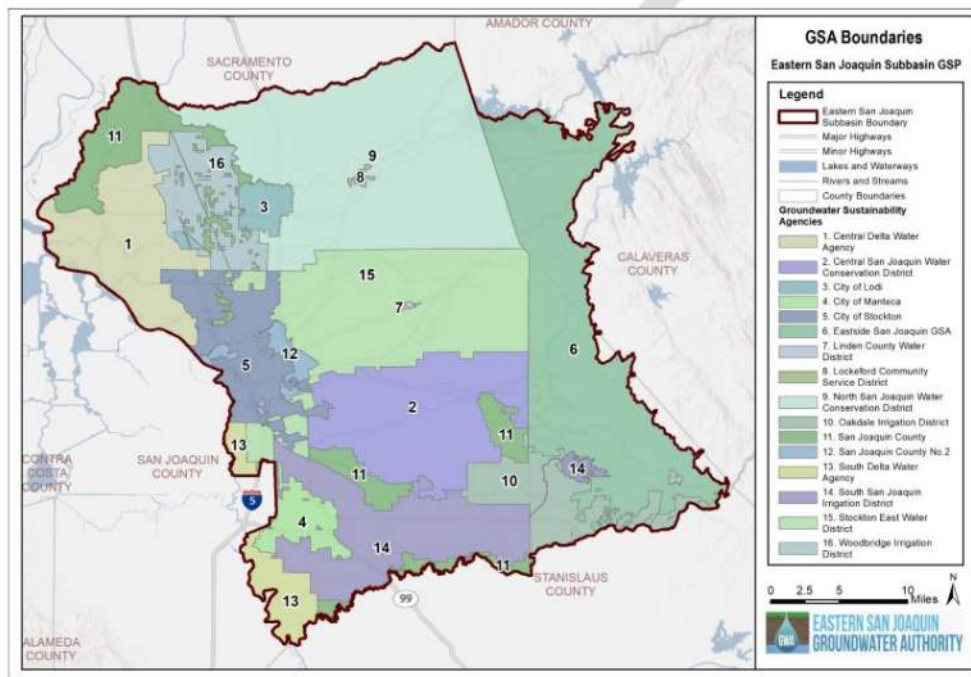 AMADOR COUNTY
SACRAMENTO
COUNTY
11
16
9
8
3
1
15
7
CALAVERAS
COUNTY
12
5
6
2
13
11
11
14
10
CONTRA
COSTA
COUNTY
SAN JOAQUIN
COUNTY
5
4
14
11
STANISLAUS
COUNTY
13
99
ALAMEDA
COUNTY
GSA Boundaries
Eastern San Joaquin Subbasin GSP
Legend
Eastern San Joaquin
Subbasin Boundary
Major Highways
Minor Highways
Lakes and Waterways
Rivers and Streams
County Boundaries
Groundwater Sustainability
Agencies
1. Central Delta Water
Agency
2. Central San Joaquin Water
Conservation District
3. City of Lodi
4. City of Manteca
5. City of Stockton
6. Eastside San Joaquin GSA
7. Linden County Water
District
8. Lockeford Community
Service District
9. North San Joaquin Water
Conservation District
10. Oakdale Irrigation District
11. San Joaquin County
12. San Joaquin County No.2
13. South Delta Water
Agency
14. South San Joaquin
Irrigation District
15. Stockton East Water
District
16. Woodbridge Irrigation
District
0 2.5 5 10
Miles
N
GWA
EASTERN SAN JOAQUIN
GROUNDWATER AUTHORITY